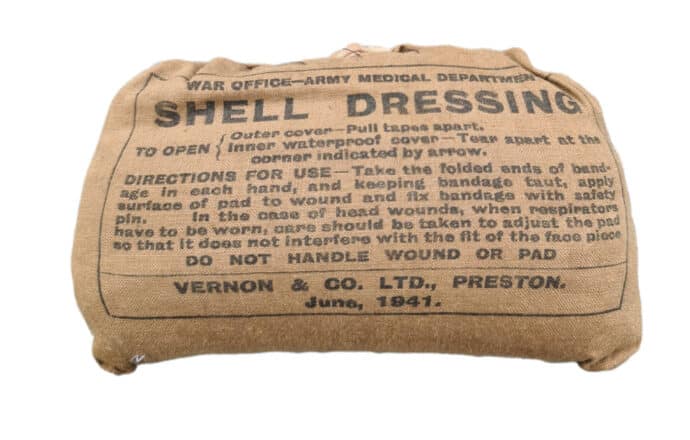 WAR OFFICE—ARMY MEDICAL DEPARTMEN
SHELL DRESSING
TO OPEN { Outer cover—Pull tapes apart.
Inner waterproof cover—Tear apart at the
corner indicated by arrow.
DIRECTIONS FOR USE—Take the folded ends of band-
age in each hand, and keeping bandage taut, apply
surface of pad to wound and fix bandage with safety
pin. In the case of head wounds, when respirators
have to be worn, care should be taken to adjust the pad
so that it does not interfere with the fit of the face piece
DO NOT HANDLE WOUND OR PAD
VERNON & CO. LTD., PRESTON.
June, 1941.